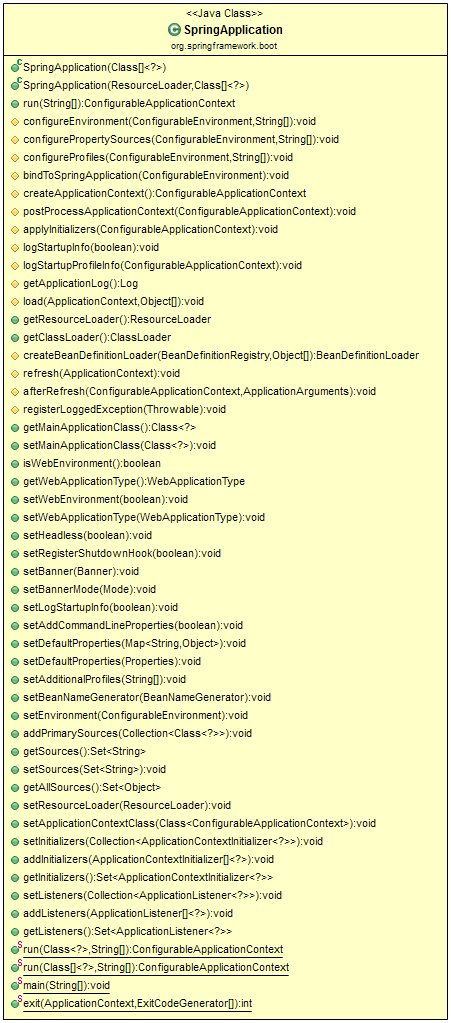 <<Java Class>>
SpringApplication
org.springframework.boot
SpringApplication(Class[]<?>)
SpringApplication(ResourceLoader,Class[]<?>)
run(String[]):ConfigurableApplicationContext
configureEnvironment(ConfigurableEnvironment,String[]):void
configurePropertySources(ConfigurableEnvironment,String[]):void
configureProfiles(ConfigurableEnvironment,String[]):void
bindToSpringApplication(ConfigurableEnvironment):void
createApplicationContext():ConfigurableApplicationContext
postProcessApplicationContext(ConfigurableApplicationContext):void
applyInitializers(ConfigurableApplicationContext):void
logStartupInfo(boolean):void
logStartupProfileInfo(ConfigurableApplicationContext):void
getApplicationLog():Log
load(ApplicationContext,Object[]):void
getResourceLoader():ResourceLoader
getClassLoader():ClassLoader
createBeanDefinitionLoader(BeanDefinitionRegistry,Object[]):BeanDefinitionLoader
refresh(ApplicationContext):void
afterRefresh(ConfigurableApplicationContext,ApplicationArguments):void
registerLoggedException(Throwable):void
getMainApplicationClass():Class<?>
setMainApplicationClass(Class<?>):void
isWebEnvironment():boolean
getWebApplicationType():WebApplicationType
setWebEnvironment(boolean):void
setWebApplicationType(WebApplicationType):void
setHeadless(boolean):void
setRegisterShutdownHook(boolean):void
setBanner(Banner):void
setBannerMode(Mode):void
setLogStartupInfo(boolean):void
setAddCommandLineProperties(boolean):void
setDefaultProperties(Map<String,Object>):void
setDefaultProperties(Properties):void
setAdditionalProfiles(String[]):void
setBeanNameGenerator(BeanNameGenerator):void
setEnvironment(ConfigurableEnvironment):void
addPrimarySources(Collection<Class<?>>):void
getSources():Set<String>
setSources(Set<String>):void
getAllSources():Set<Object>
setResourceLoader(ResourceLoader):void
setApplicationContextClass(Class<ConfigurableApplicationContext>):void
setInitializers(Collection<ApplicationContextInitializer<?>>):void
addInitializers(ApplicationContextInitializer[]<?>):void
getInitializers():Set<ApplicationContextInitializer<?>>
setListeners(Collection<ApplicationListener<?>>):void
addListeners(ApplicationListener[]<?>):void
getListeners():Set<ApplicationListener<?>>
run(Class<?>,String[]):ConfigurableApplicationContext
run(Class[]<?>,String[]):ConfigurableApplicationContext
main(String[]):void
exit(ApplicationContext,ExitCodeGenerator[]):int